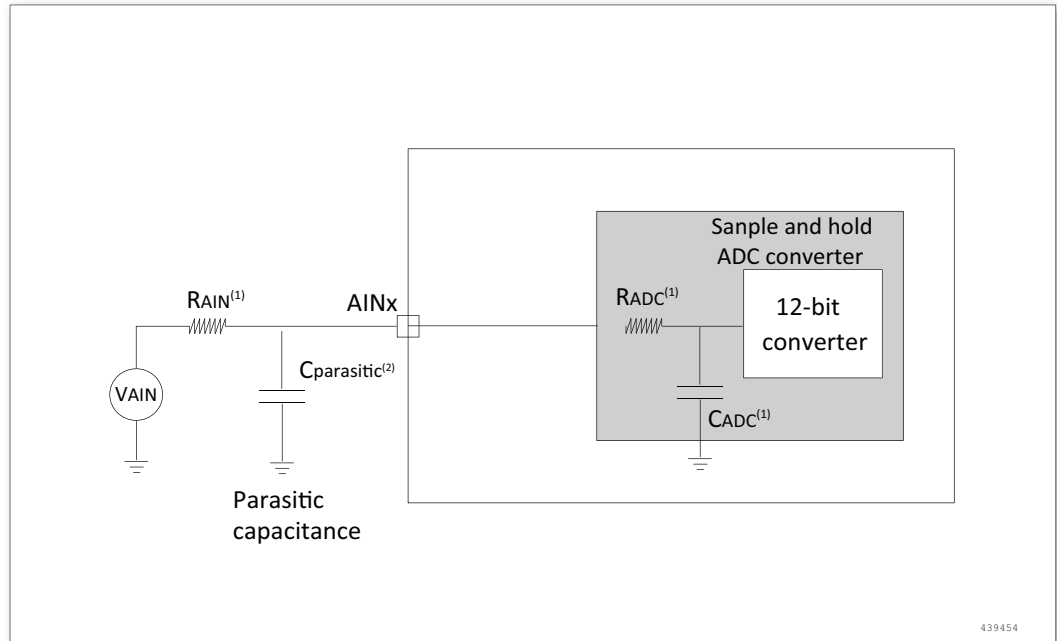 Sanple and hold
ADC converter
RAIN(1)
AINx
RADC(1)
12-bit
converter
Cparasitic(2)
VAIN
CADC(1)
Parasitic
capacitance
439454